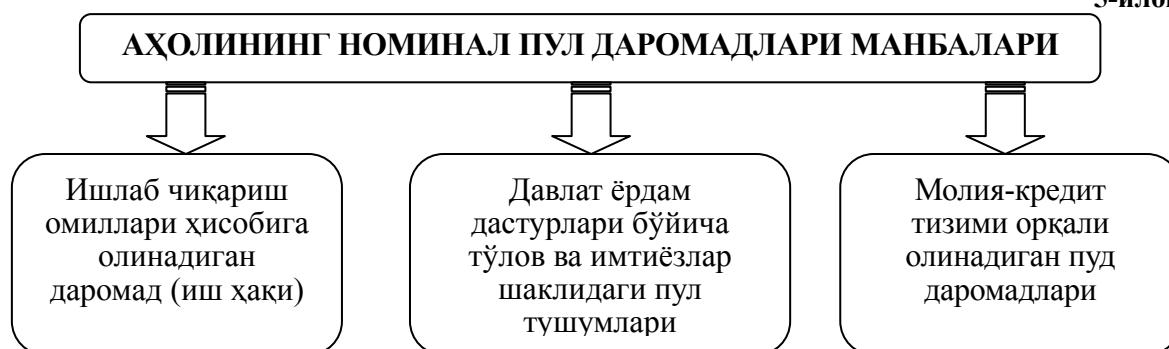 АҲОЛИНИНГ НОМИНАЛ ПУЛ ДАРОМАДЛАРИ МАНБАЛАРИ
Ишлаб чиқариш
омиллари ҳисобига
олинадиган
даромад (иш ҳақи)
Давлат ёрдам
дастурлари бўйича
тўлов ва имтиёзлар
шаклидаги пул
тушумлари
Молия-кредит
тизими орқали
олинадиган пуд
даромадлари